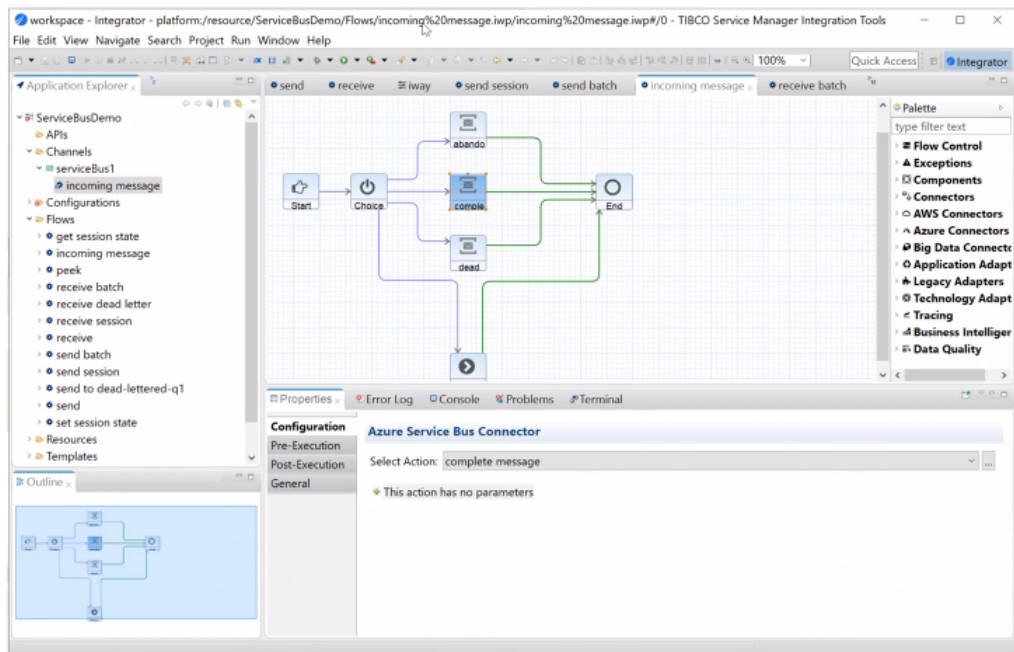 workspace - Integrator - platform:/resource/ServiceBusDemo/Flows/incoming%20message.iwp/incoming%20message.iwp#/0 - TIBCO Service Manager Integration Tools
File Edit View Navigate Search Project Run Window Help
100%
Quick Access
Integrator
Application Explorer
ServiceBusDemo
APIs
Channels
serviceBus1
incoming message
Configurations
Flows
get session state
incoming message
peek
receive batch
receive dead letter
receive session
receive
send batch
send session
send to dead-lettered-q1
send
set session state
Resources
Templates
Outline
send receive iway send session send batch incoming message receive batch
abando
Start Choice comple End
dead
Palette
type filter text
Flow Control
Exceptions
Components
Connectors
AWS Connectors
Azure Connectors
Big Data Connectc
Application Adapt
Legacy Adapters
Technology Adapt
Tracing
Business Intelliger
Data Quality
Properties Error Log Console Problems Terminal
Configuration
Pre-Execution
Post-Execution
General
Azure Service Bus Connector
Select Action: complete message
...
This action has no parameters